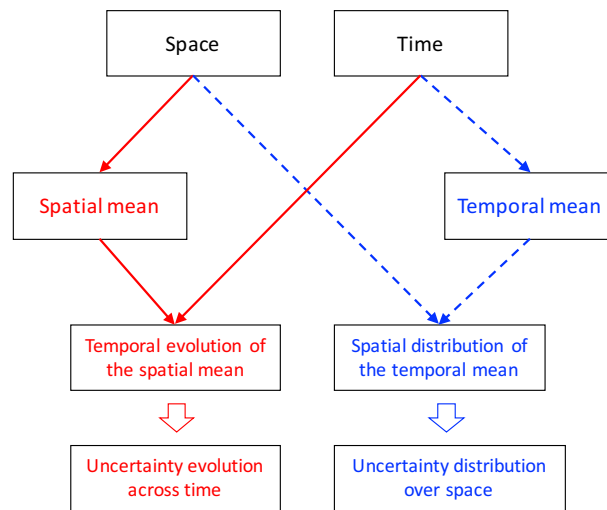 Space
Time
Spatial mean
Temporal mean
Temporal evolution of
the spatial mean
Spatial distribution of
the temporal mean
Uncertainty evolution
across time
Uncertainty distribution
over space